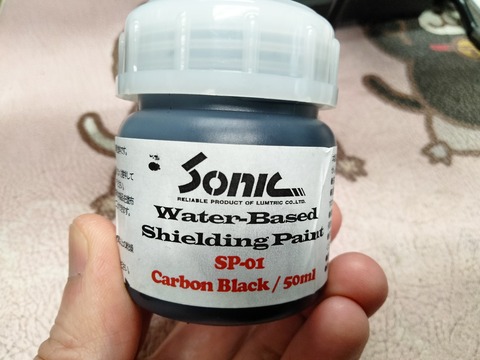 Sonic
RELIABLE PRODUCT OF LUMTRIC CO.,LTD.
Water-Based
Shielding Paint
SP-01
Carbon Black / 50ml